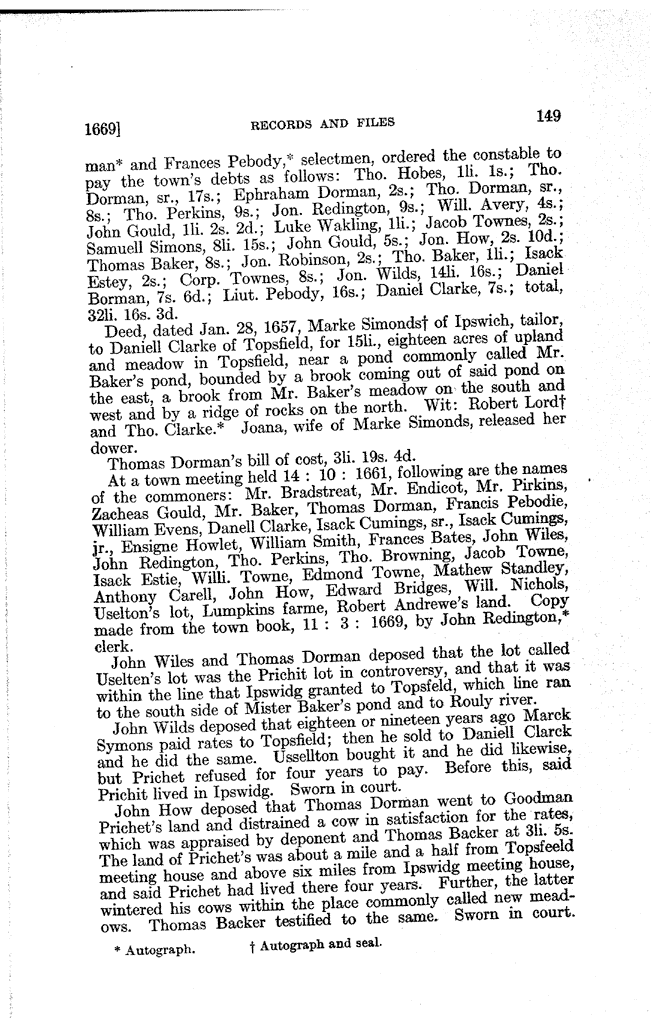 1669] RECORDS AND FILES 149
man* and Frances Pebody,* selectmen, ordered the constable to
pay the town's debts as follows: Tho. Hobes, 1li. 1s.; Tho.
Dorman, sr., 17s.; Ephraham Dorman, 2s.; Tho. Dorman, sr.,
8s.; Tho. Perkins, 9s.; Jon. Redington, 9s.; Will. Avery, 4s.;
John Gould, 1li. 2s. 2d.; Luke Wakling, 1li.; Jacob Townes, 2s.;
Samuell Simons, 8li. 15s.; John Gould, 5s.; Jon. How, 2s. 10d.;
Thomas Baker, 8s.; Jon. Robinson, 2s.; Tho. Baker, 1li.; Isack
Estey, 2s.; Corp. Townes, 8s.; Jon. Wilds, 14li. 16s.; Daniel
Borman, 7s. 6d.; Liut. Pebody, 16s.; Daniel Clarke, 7s.; total,
32li. 16s. 3d.
Deed, dated Jan. 28, 1657, Marke Simonds† of Ipswich, tailor,
to Daniell Clarke of Topsfield, for 15li., eighteen acres of upland
and meadow in Topsfield, near a pond commonly called Mr.
Baker's pond, bounded by a brook coming out of said pond on
the east, a brook from Mr. Baker's meadow on the south and
west and by a ridge of rocks on the north. Wit: Robert Lord†
and Tho. Clarke.* Joana, wife of Marke Simonds, released her
dower.
Thomas Dorman's bill of cost, 3li. 19s. 4d.
At a town meeting held 14 : 10 : 1661, following are the names
of the commoners: Mr. Bradstreat, Mr. Endicot, Mr. Pirkins,
Zacheas Gould, Mr. Baker, Thomas Dorman, Francis Pebodie,
William Evens, Danell Clarke, Isack Cumings, sr., Isack Cumings,
jr., Ensigne Howlet, William Smith, Frances Bates, John Wiles,
John Redington, Tho. Perkins, Tho. Browning, Jacob Towne,
Isack Estie, Willi. Towne, Edmond Towne, Mathew Standley,
Anthony Carell, John How, Edward Bridges, Will. Nichols,
Uselton's lot, Lumpkins farme, Robert Andrewe's land. Copy
made from the town book, 11 : 3 : 1669, by John Redington,*
clerk.
John Wiles and Thomas Dorman deposed that the lot called
Uselten's lot was the Prichit lot in controversy, and that it was
within the line that Ipswidg granted to Topsfeld, which line ran
to the south side of Mister Baker's pond and to Rouly river.
John Wilds deposed that eighteen or nineteen years ago Marck
Symons paid rates to Topsfield; then he sold to Daniell Clarck
and he did the same. Ussellton bought it and he did likewise,
but Prichet refused for four years to pay. Before this, said
Prichit lived in Ipswidg. Sworn in court.
John How deposed that Thomas Dorman went to Goodman
Prichet's land and distrained a cow in satisfaction for the rates,
which was appraised by deponent and Thomas Backer at 3li. 5s.
The land of Prichet's was about a mile and a half from Topsfeeld
meeting house and above six miles from Ipswidg meeting house,
and said Prichet had lived there four years. Further, the latter
wintered his cows within the place commonly called new mead-
ows. Thomas Backer testified to the same. Sworn in court.
* Autograph. † Autograph and seal.